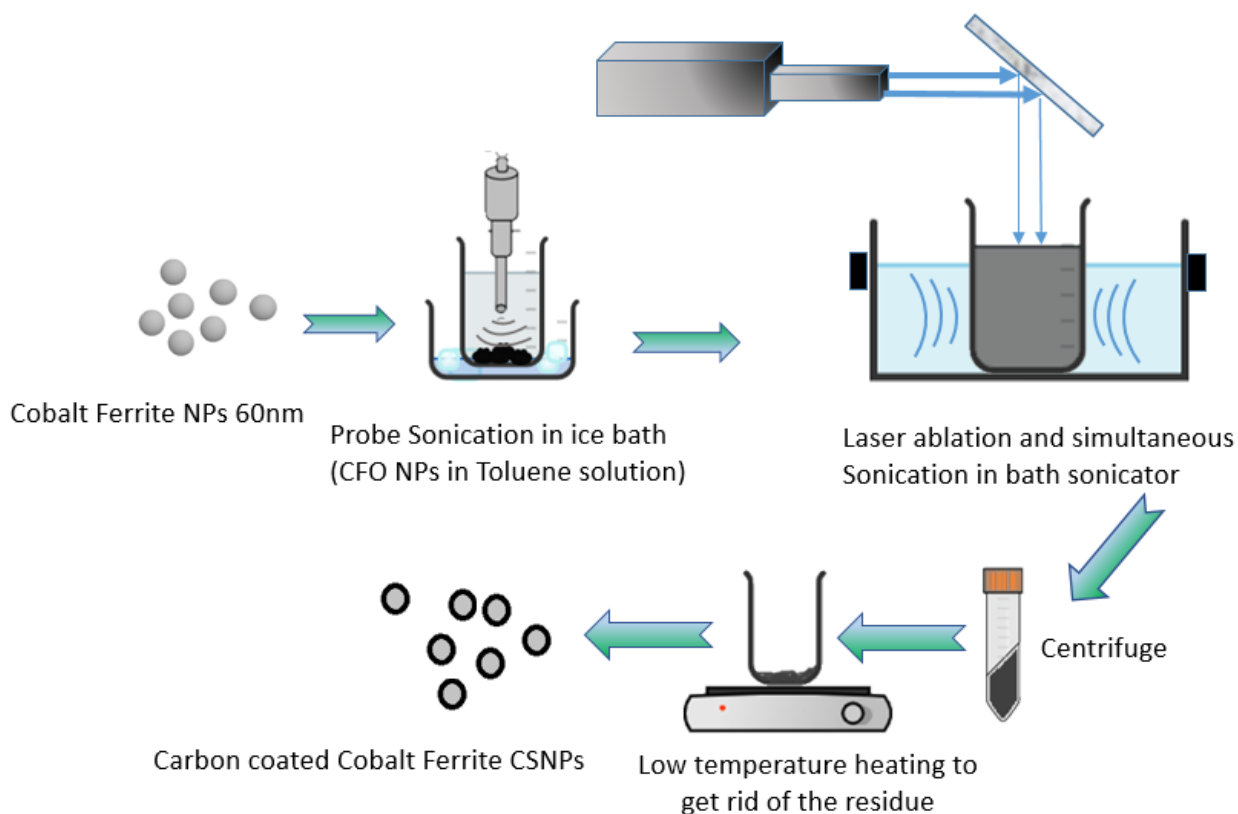 Cobalt Ferrite NPs 60nm
Probe Sonication in ice bath
(CFO NPs in Toluene solution)
Laser ablation and simultaneous
Sonication in bath sonicator
Centrifuge
Low temperature heating to
get rid of the residue
Carbon coated Cobalt Ferrite CSNPs